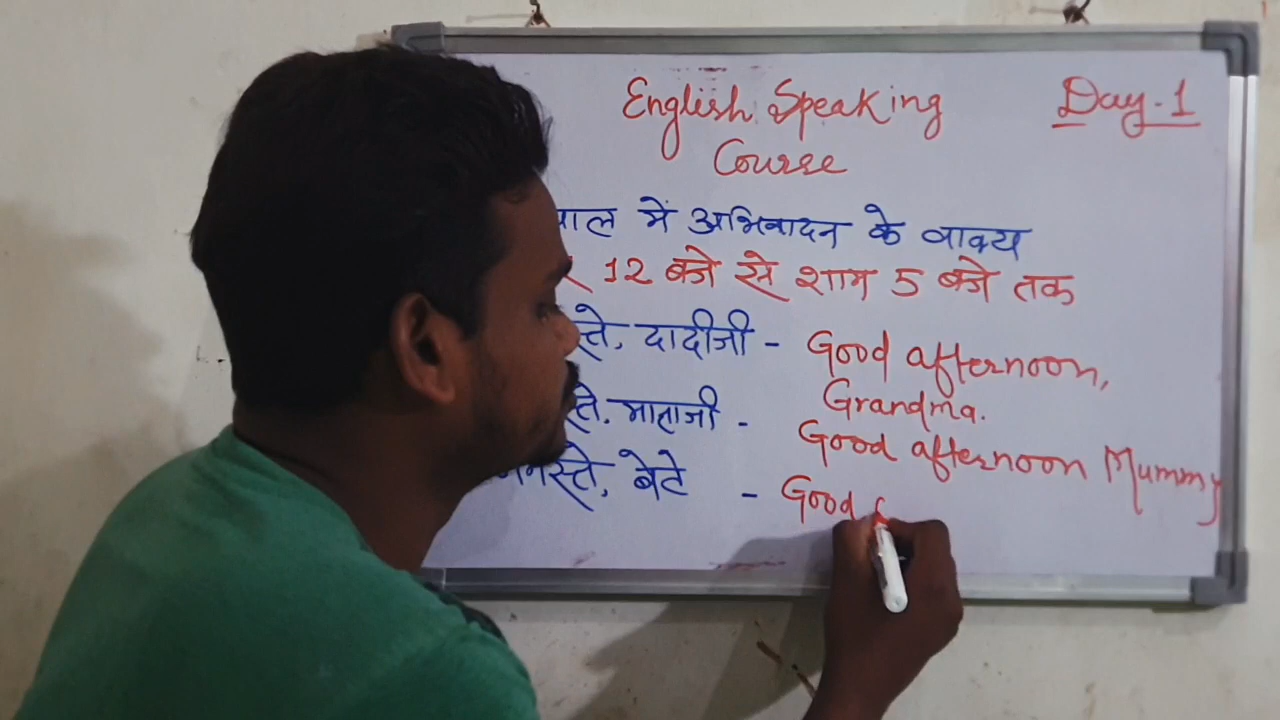 English Speaking Day-1
Course
में अभिवादन के वाक्य
12 बजे से शाम 5 बजे तक
दादीजी - Good afternoon,
Grandma.
माताजी - Good afternoon Mummy
नमस्ते, बेटे - Good